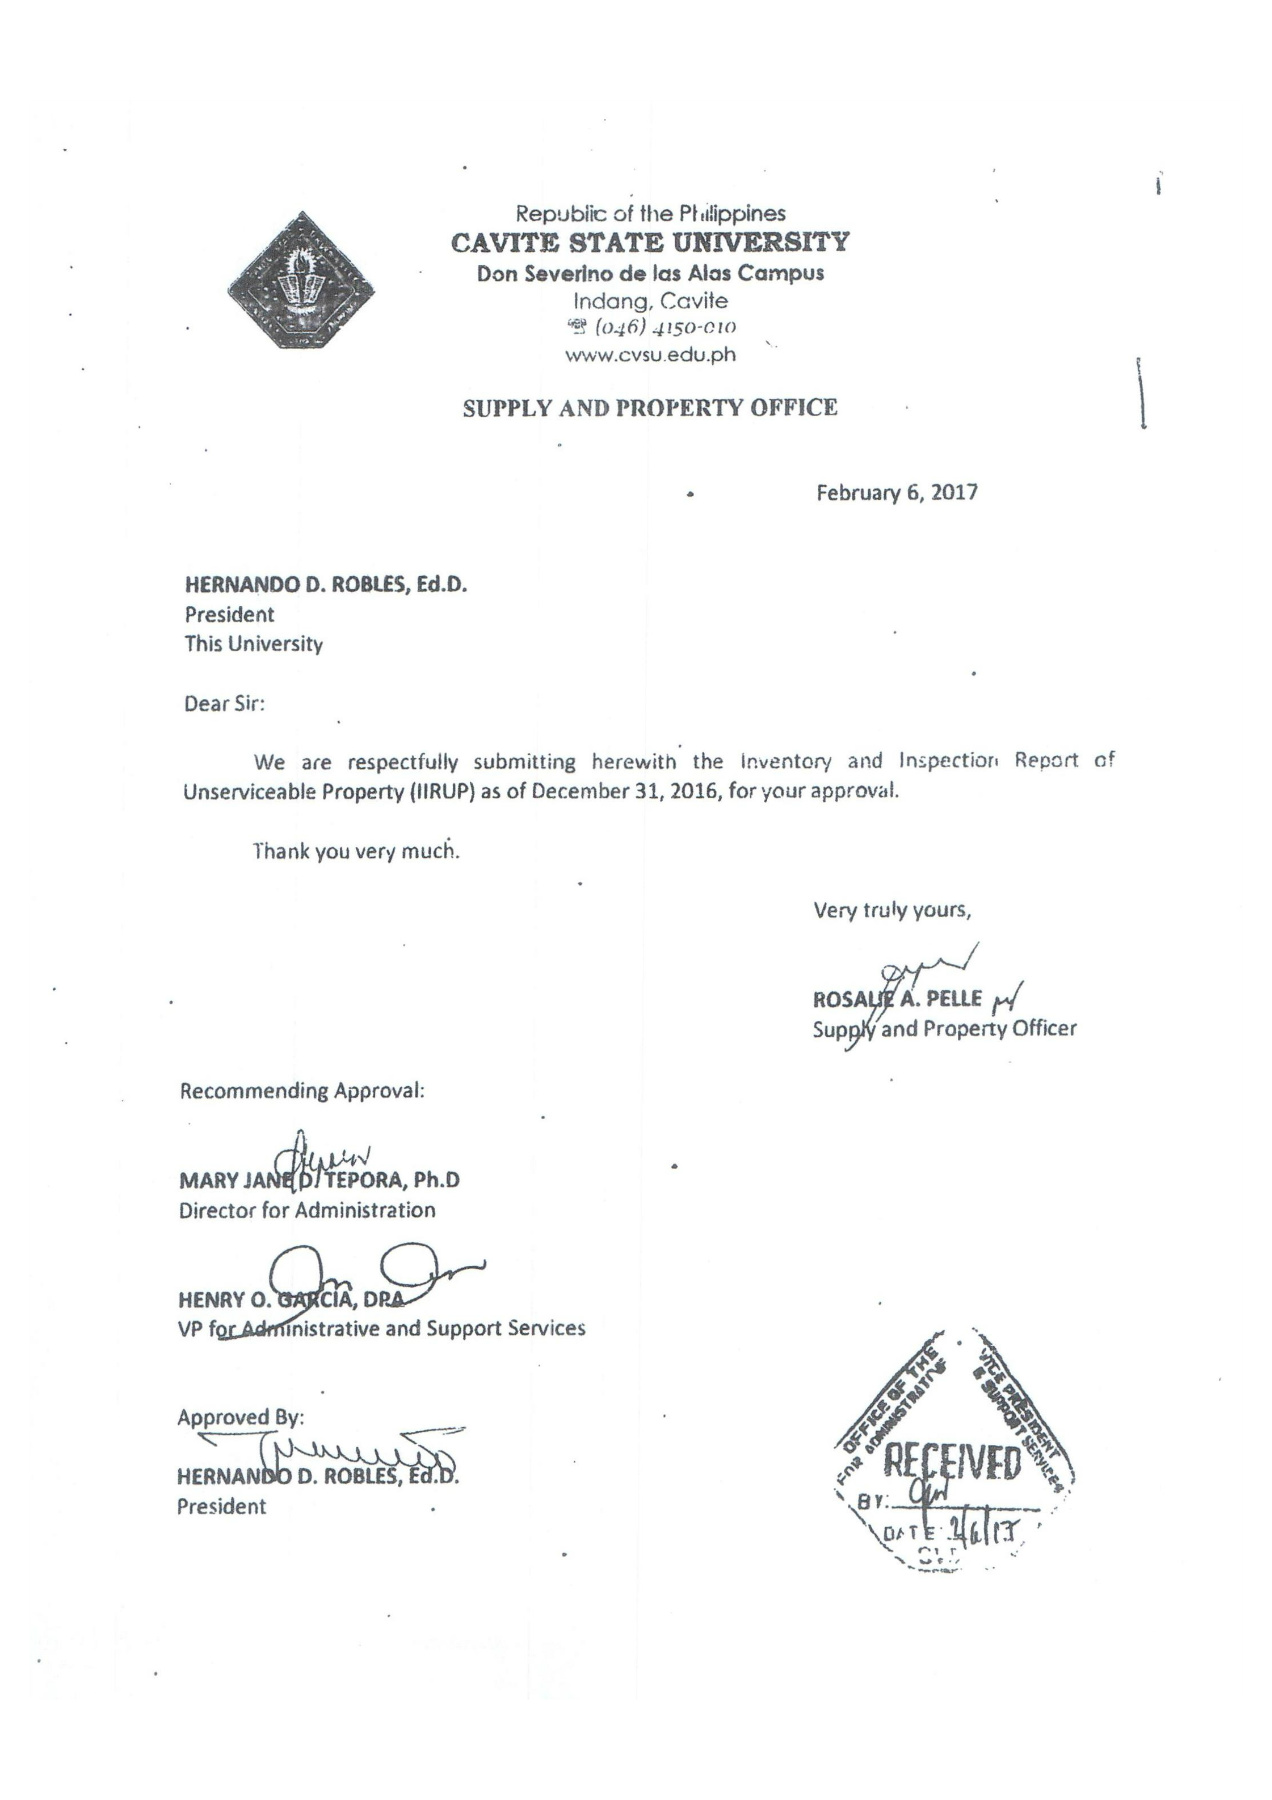 Republic of the Philippines
CAVITE STATE UNIVERSITY
Don Severino de las Alas Campus
Indang, Cavite
☎ (046) 4150-010
www.cvsu.edu.ph
SUPPLY AND PROPERTY OFFICE
February 6, 2017
HERNANDO D. ROBLES, Ed.D.
President
This University
Dear Sir:
We are respectfully submitting herewith the Inventory and Inspection Report of
Unserviceable Property (IIRUP) as of December 31, 2016, for your approval.
Thank you very much.
Very truly yours,
ROSALIE A. PELLE
Supply and Property Officer
Recommending Approval:
MARY JANE D. TEPORA, Ph.D
Director for Administration
HENRY O. GARCIA, DPA
VP for Administrative and Support Services
Approved By:
HERNANDO D. ROBLES, Ed.D.
President
OFFICE OF THE VICE PRESIDENT
FOR ADMINISTRATIVE & SUPPORT SERVICES
RECEIVED
BY:
DATE: 2/6/17